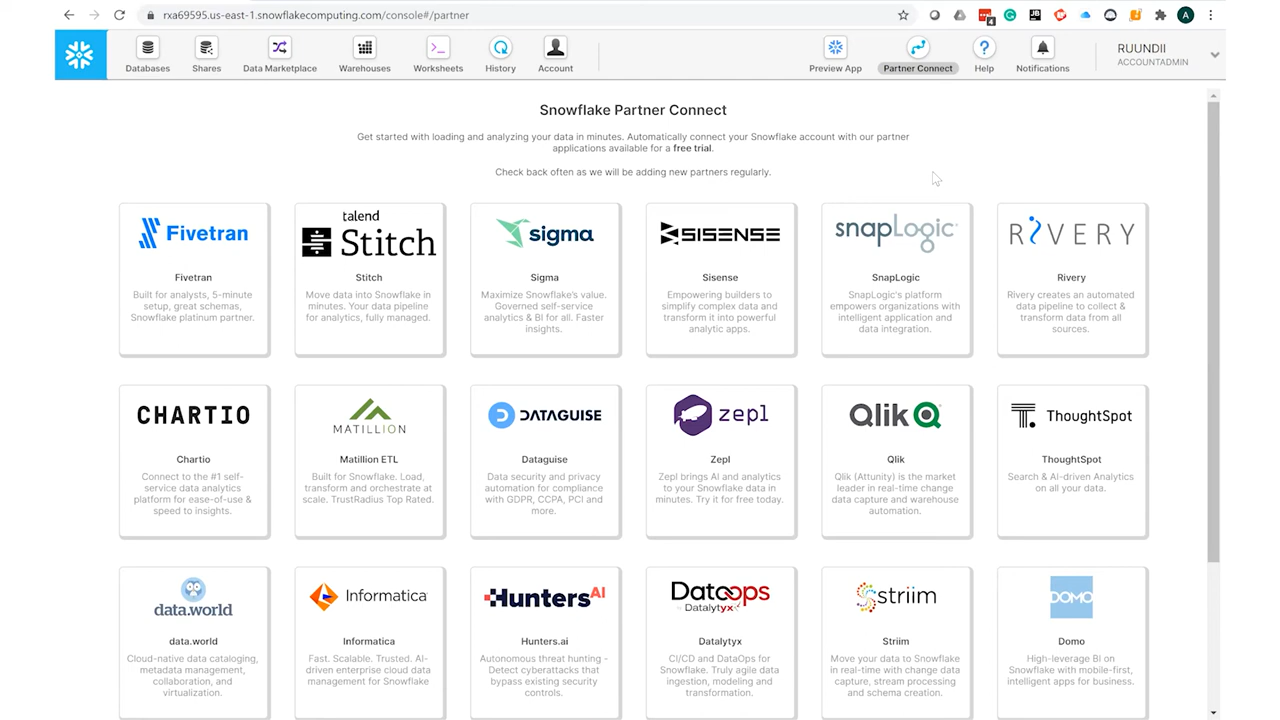 rxa69595.us-east-1.snowflakecomputing.com/console#/partner
4
A
Databases
Shares
Data Marketplace
Warehouses
Worksheets
History
Account
Preview App
Partner Connect
Help
Notifications
RUUNDII
ACCOUNTADMIN
Snowflake Partner Connect
Get started with loading and analyzing your data in minutes. Automatically connect your Snowflake account with our partner
applications available for a free trial.
Check back often as we will be adding new partners regularly.
Fivetran
Fivetran
Built for analysts, 5-minute
setup, great schemas,
Snowflake platinum partner.
talend
Stitch
Stitch
Move data into Snowflake in
minutes. Your data pipeline
for analytics, fully managed.
sigma
Sigma
Maximize Snowflake's value.
Governed self-service
analytics & BI for all. Faster
insights.
SISENSE
Sisense
Empowering builders to
simplify complex data and
transform it into powerful
analytic apps.
snapLogic
SnapLogic
SnapLogic's platform
empowers organizations with
intelligent application and
data integration.
RIVERY
Rivery
Rivery creates an automated
data pipeline to collect &
transform data from all
sources.
CHARTIO
Chartio
Connect to the #1 self-
service data analytics
platform for ease-of-use &
speed to insights.
MATILLION
Matillion ETL
Built for Snowflake. Load,
transform and orchestrate at
scale. TrustRadius Top Rated.
DATAGUISE
Dataguise
Data security and privacy
automation for compliance
with GDPR, CCPA, PCI and
more.
zepl
Zepl
Zepl brings AI and analytics
to your Snowflake data in
minutes. Try it for free today.
Qlik
Qlik
Qlik (Attunity) is the market
leader in real-time change
data capture and warehouse
automation.
ThoughtSpot
ThoughtSpot
Search & AI-driven Analytics
on all your data.
data.world
data.world
Cloud-native data cataloging,
metadata management,
collaboration, and
virtualization.
Informatica
Informatica
Fast. Scalable. Trusted. AI-
driven enterprise cloud data
management for Snowflake
Hunters AI
Hunters.ai
Autonomous threat hunting -
Detect cyberattacks that
bypass existing security
controls.
DataOps
by Datalytyx
Datalytyx
CI/CD and DataOps for
Snowflake. Truly agile data
ingestion, modeling and
transformation.
striim
Striim
Move your data to Snowflake
in real-time with change data
capture, stream processing
and schema creation.
DOMO
Domo
High-leverage BI on
Snowflake with mobile-first,
intelligent apps for business.